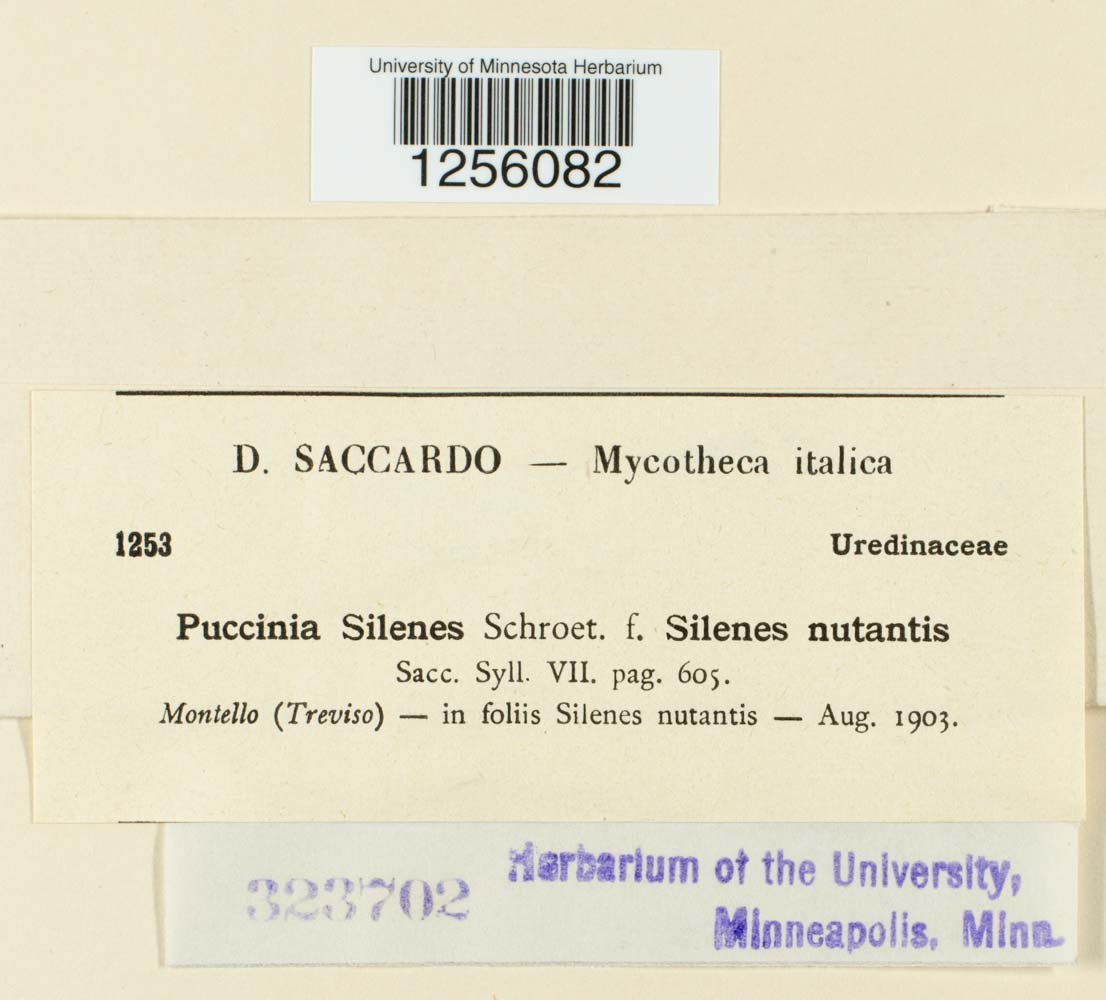 University of Minnesota Herbarium
1256082
D. SACCARDO — Mycotheca italica
1253 Uredinaceae
Puccinia Silenes Schroet. f. Silenes nutantis
Sacc. Syll. VII. pag. 605.
Montello (Treviso) — in foliis Silenes nutantis — Aug. 1903.
323702
Herbarium of the University,
Minneapolis, Minn.